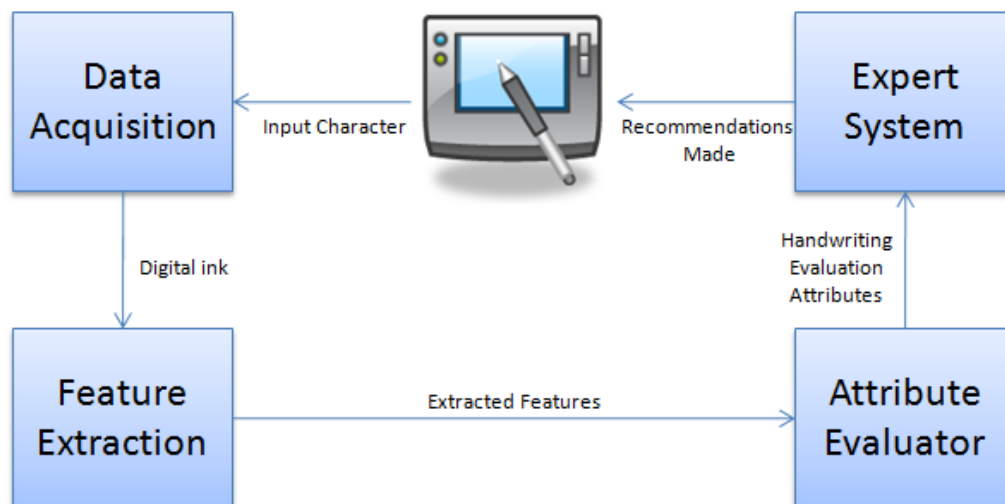 Data
Acquisition
Input Character
Recommendations
Made
Expert
System
Digital ink
Handwriting
Evaluation
Attributes
Feature
Extraction
Extracted Features
Attribute
Evaluator